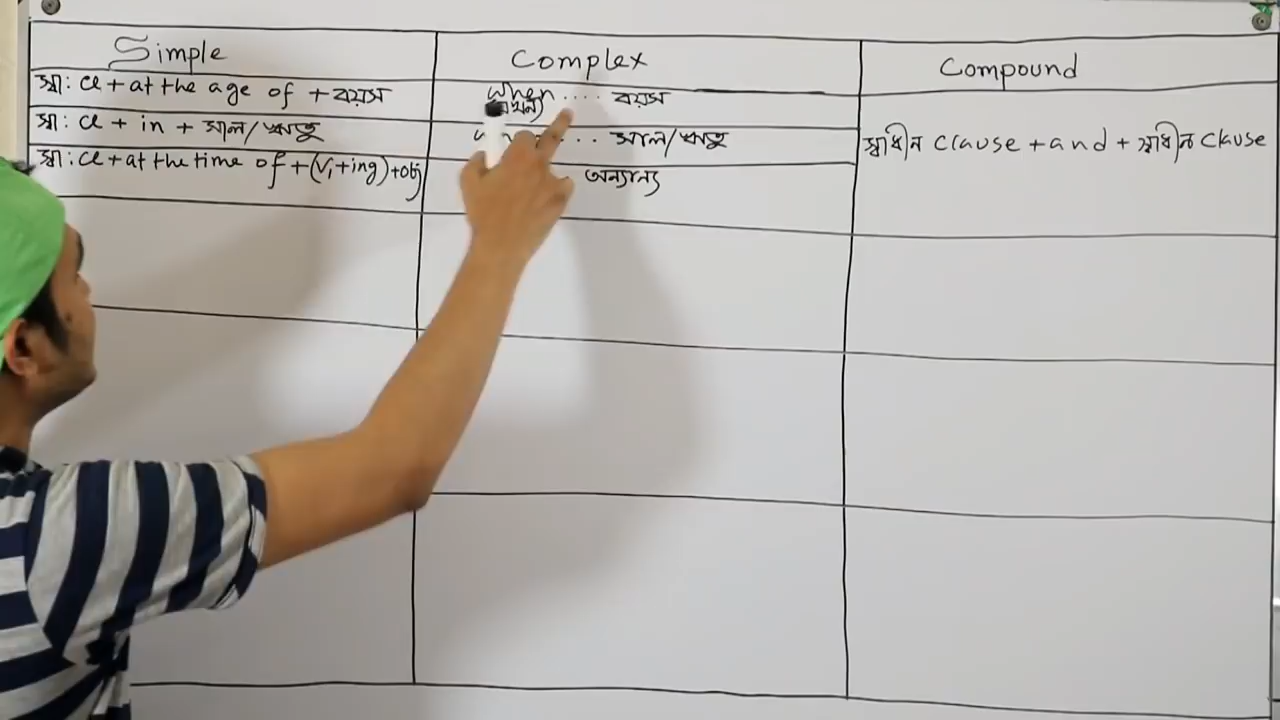 Simple
Complex
Compound
স্বা: cl + at the age of + বয়স
When .... বয়স
(যখন)
স্বা: cl + in + সাল/ঋতু
... সাল/ঋতু
স্বাধীন clause + and + স্বাধীন clause
স্বা: cl + at the time of + (V₁+ing)+obj
অন্যান্য